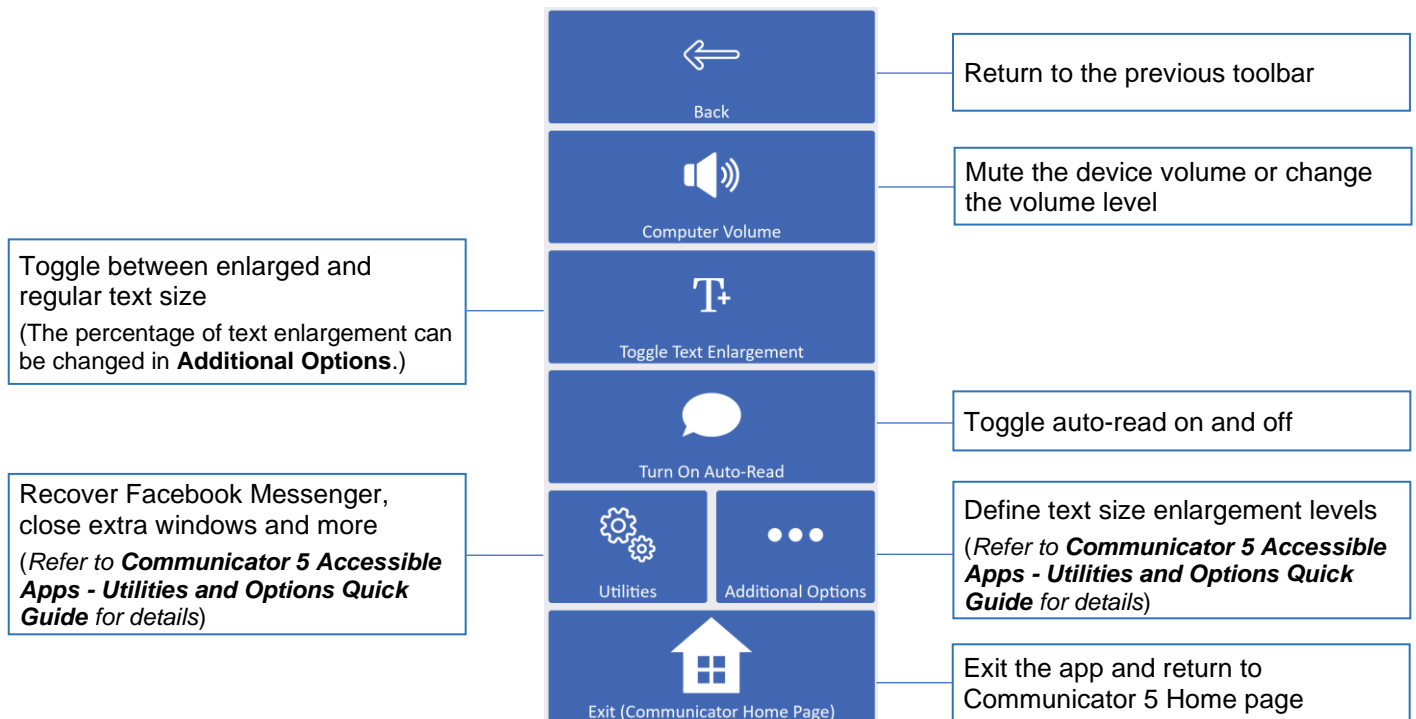 Back
Return to the previous toolbar
Computer Volume
Mute the device volume or change
the volume level
Toggle between enlarged and
regular text size
(The percentage of text enlargement can
be changed in Additional Options.)
T+
Toggle Text Enlargement
Turn On Auto-Read
Toggle auto-read on and off
Recover Facebook Messenger,
close extra windows and more
(Refer to Communicator 5 Accessible
Apps - Utilities and Options Quick
Guide for details)
Utilities
Additional Options
Define text size enlargement levels
(Refer to Communicator 5 Accessible
Apps - Utilities and Options Quick
Guide for details)
Exit (Communicator Home Page)
Exit the app and return to
Communicator 5 Home page